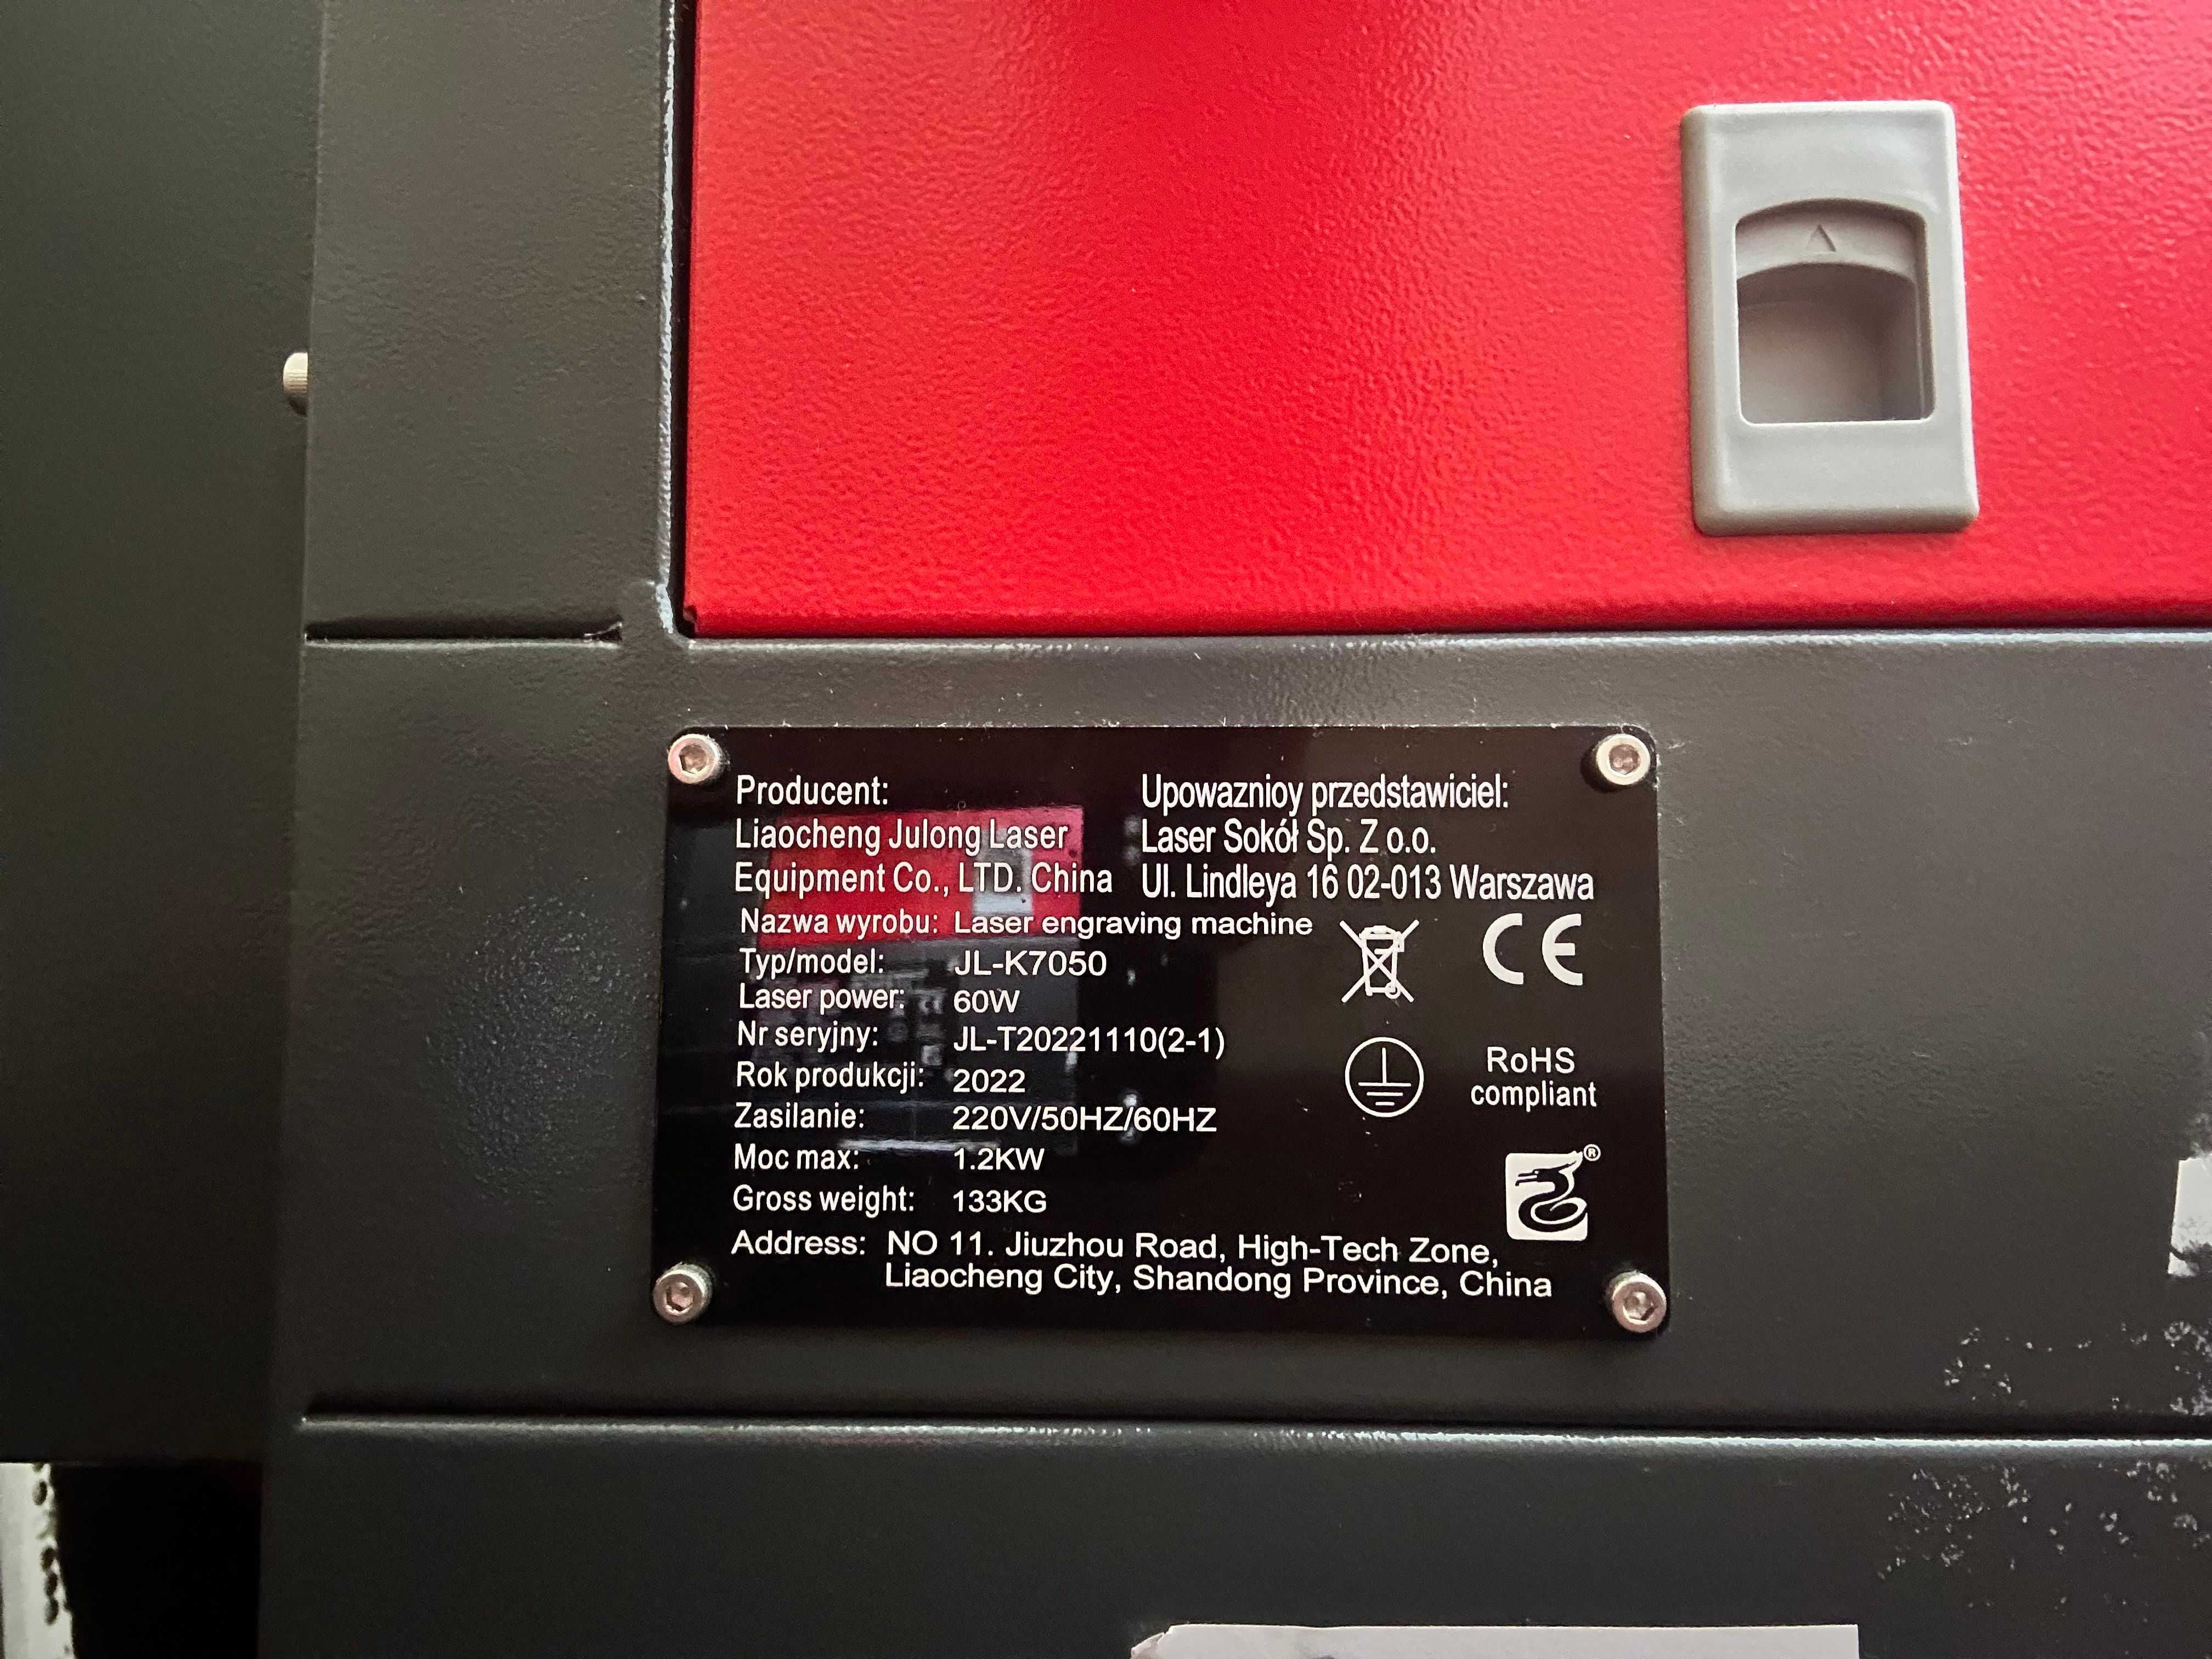 Producent:
Liaocheng Julong Laser
Equipment Co., LTD. China
Upowaznioy przedstawiciel:
Laser Sokół Sp. Z o.o.
Ul. Lindleya 16 02-013 Warszawa
Nazwa wyrobu: Laser engraving machine
Typ/model: JL-K7050
Laser power: 60W
Nr seryjny: JL-T20221110(2-1)
Rok produkcji: 2022
Zasilanie: 220V/50HZ/60HZ
Moc max: 1.2KW
Gross weight: 133KG
Address: NO 11. Jiuzhou Road, High-Tech Zone,
Liaocheng City, Shandong Province, China
CE
RoHS
compliant
®